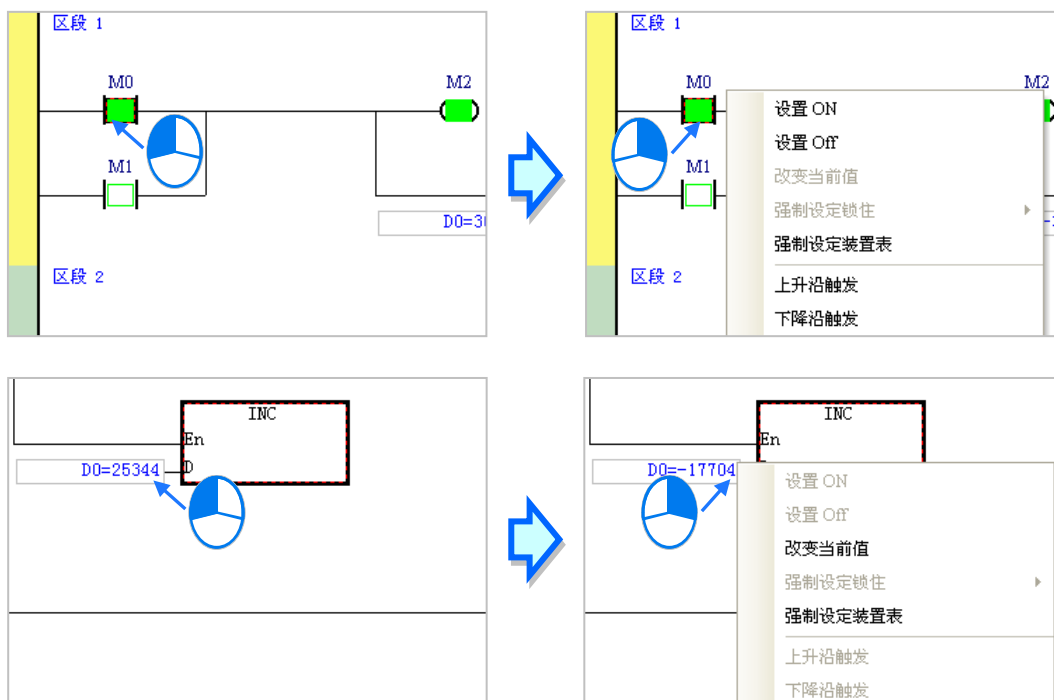 区段 1
M0
M2
M1
D0=30
区段 2
区段 1
M0
M2
设置 ON
设置 Off
M1
改变当前值
强制设定锁住
强制设定装置表
区段 2
上升沿触发
下降沿触发
INC
En
D0=25344
D
INC
En
D0=-17704
设置 ON
设置 Off
改变当前值
强制设定锁住
强制设定装置表
上升沿触发
下降沿触发